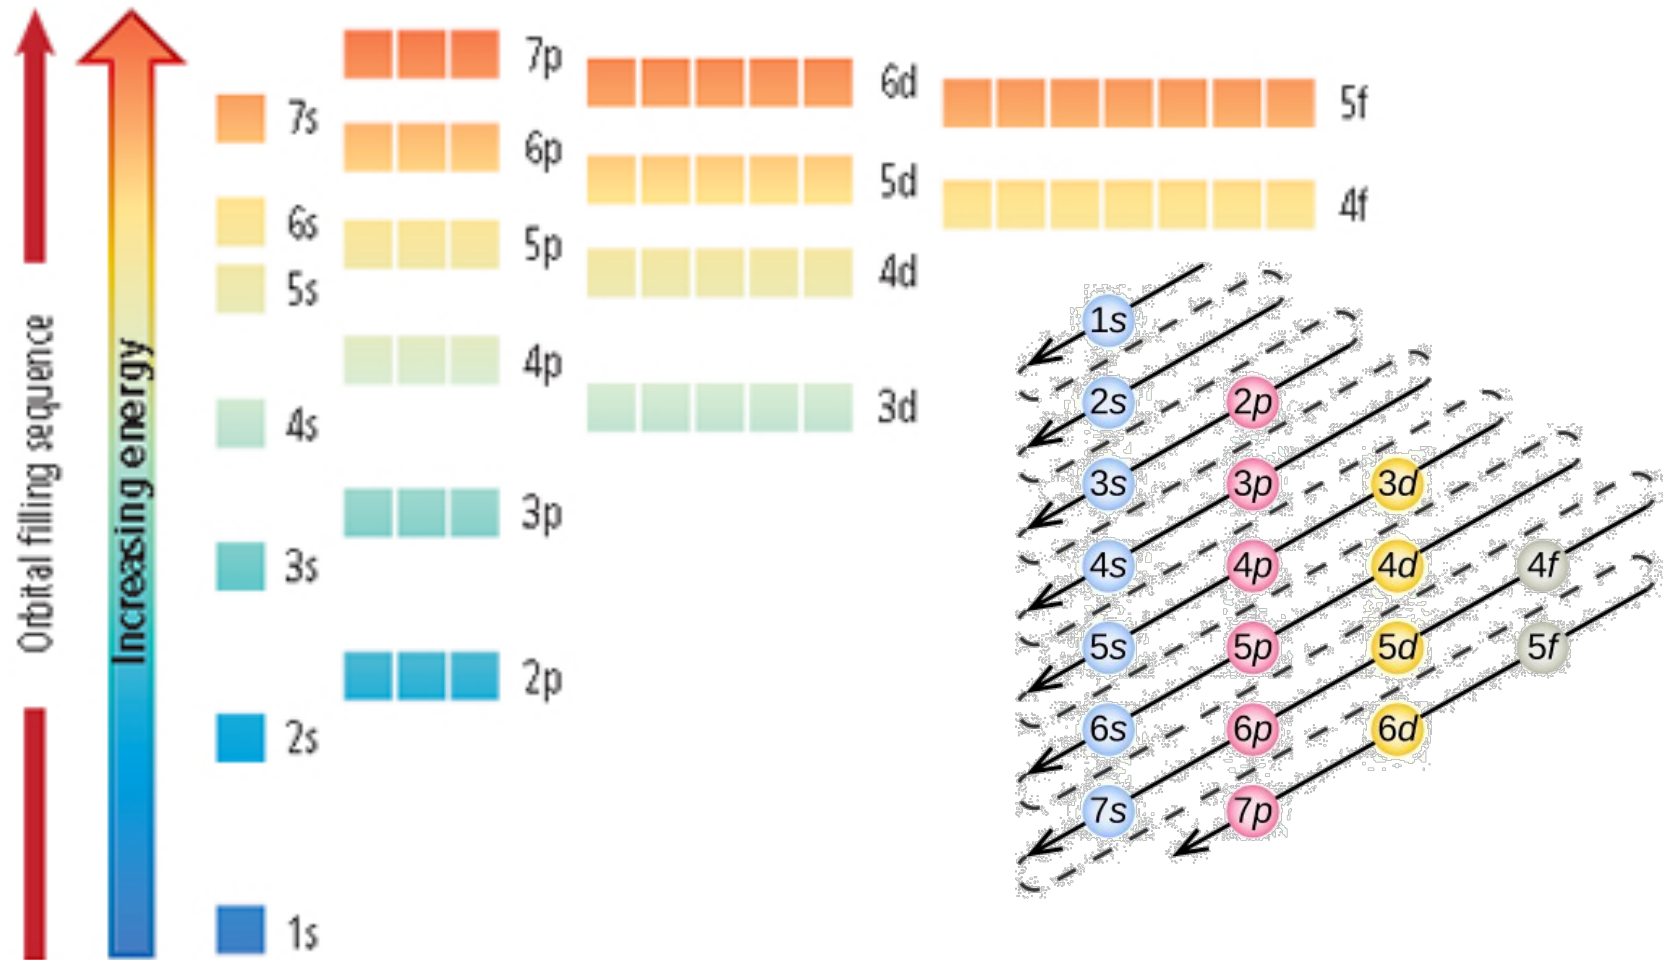 Orbital filling sequence
Increasing energy
7p
6d
5f
7s
6p
5d
4f
6s
5p
4d
5s
4p
3d
4s
3p
3s
2p
2s
1s
1s
2s 2p
3s 3p 3d
4s 4p 4d 4f
5s 5p 5d 5f
6s 6p 6d
7s 7p